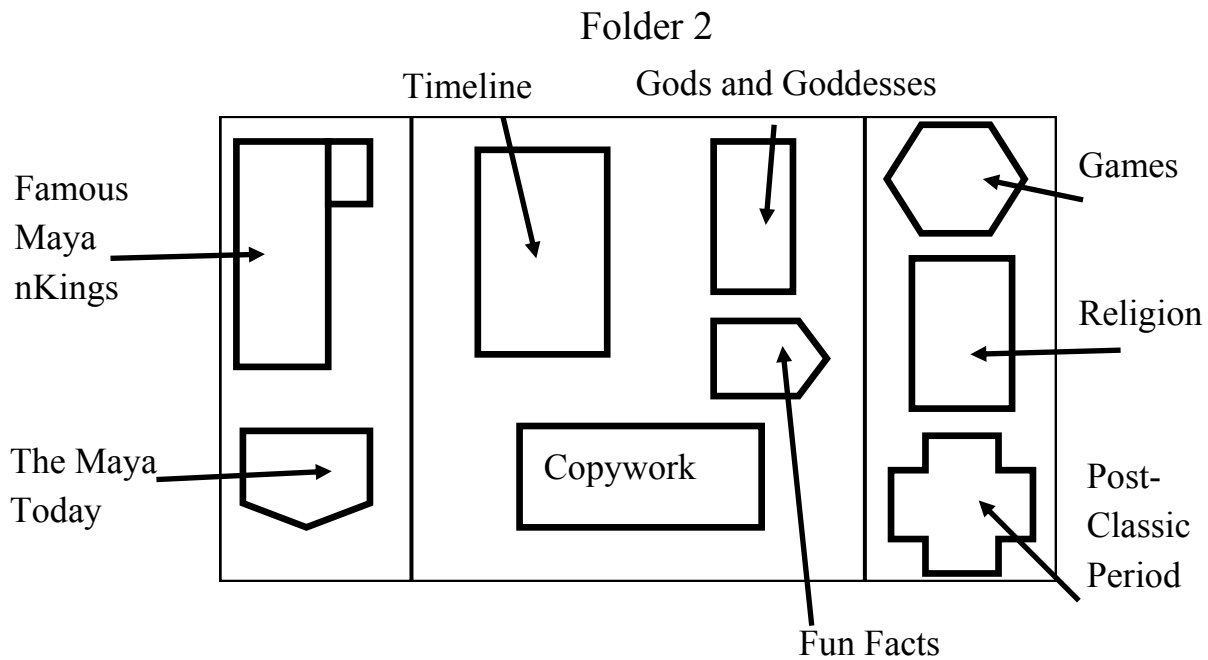 Folder 2
Timeline
Gods and Goddesses
Famous
Maya
nKings
Games
Religion
The Maya
Today
Copywork
Post-
Classic
Period
Fun Facts